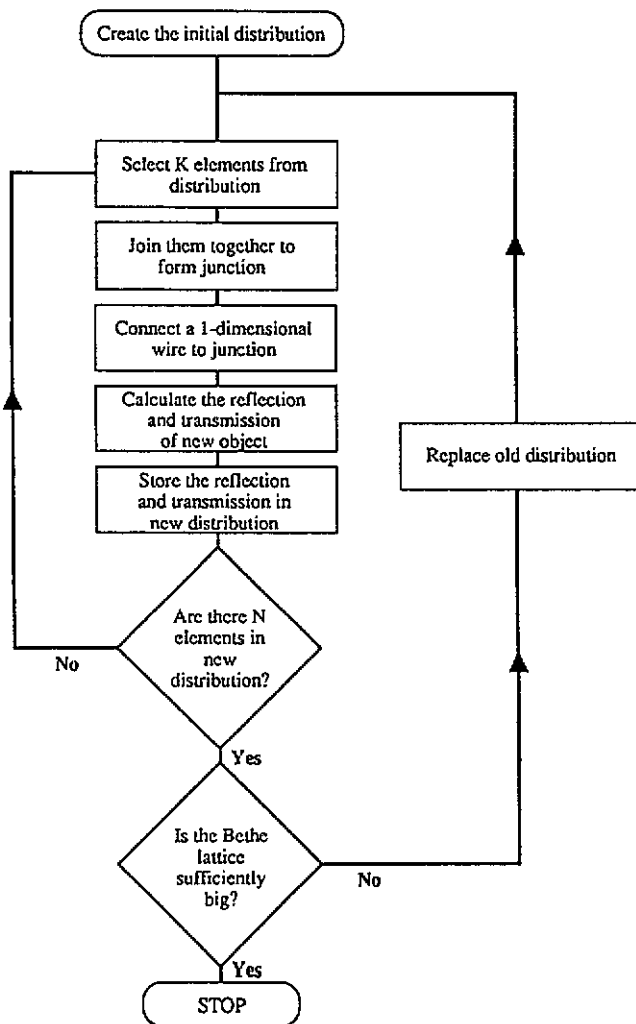 Create the initial distribution
Select K elements from
distribution
Join them together to
form junction
Connect a 1-dimensional
wire to junction
Calculate the reflection
and transmission
of new object
Replace old distribution
Store the reflection
and transmission in
new distribution
Are there N
elements in
new
distribution?
No
Yes
Is the Bethe
lattice
sufficiently
big?
No
Yes
STOP